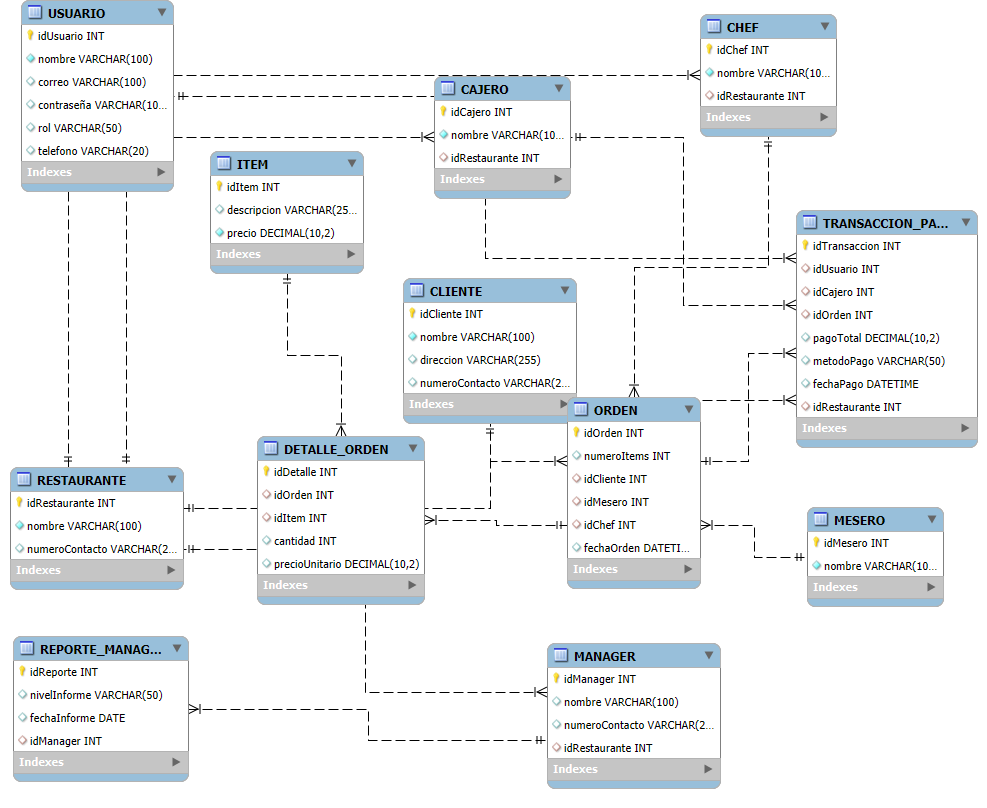 USUARIO
idUsuario INT
nombre VARCHAR(100)
correo VARCHAR(100)
contraseña VARCHAR(10...
rol VARCHAR(50)
telefono VARCHAR(20)
Indexes
CHEF
idChef INT
nombre VARCHAR(10...
idRestaurante INT
Indexes
CAJERO
idCajero INT
nombre VARCHAR(10...
idRestaurante INT
Indexes
ITEM
idItem INT
descripcion VARCHAR(25...
precio DECIMAL(10,2)
Indexes
TRANSACCION_PA...
idTransaccion INT
idUsuario INT
idCajero INT
idOrden INT
pagoTotal DECIMAL(10,2)
metodoPago VARCHAR(50)
fechaPago DATETIME
idRestaurante INT
Indexes
CLIENTE
idCliente INT
nombre VARCHAR(100)
direccion VARCHAR(255)
numeroContacto VARCHAR(2...
Indexes
ORDEN
idOrden INT
numeroItems INT
idCliente INT
idMesero INT
idChef INT
fechaOrden DATETI...
Indexes
DETALLE_ORDEN
idDetalle INT
idOrden INT
idItem INT
cantidad INT
precioUnitario DECIMAL(10,2)
Indexes
RESTAURANTE
idRestaurante INT
nombre VARCHAR(100)
numeroContacto VARCHAR(2...
Indexes
MESERO
idMesero INT
nombre VARCHAR(10...
Indexes
REPORTE_MANAG...
idReporte INT
nivelInforme VARCHAR(50)
fechaInforme DATE
idManager INT
Indexes
MANAGER
idManager INT
nombre VARCHAR(100)
numeroContacto VARCHAR(2...
idRestaurante INT
Indexes